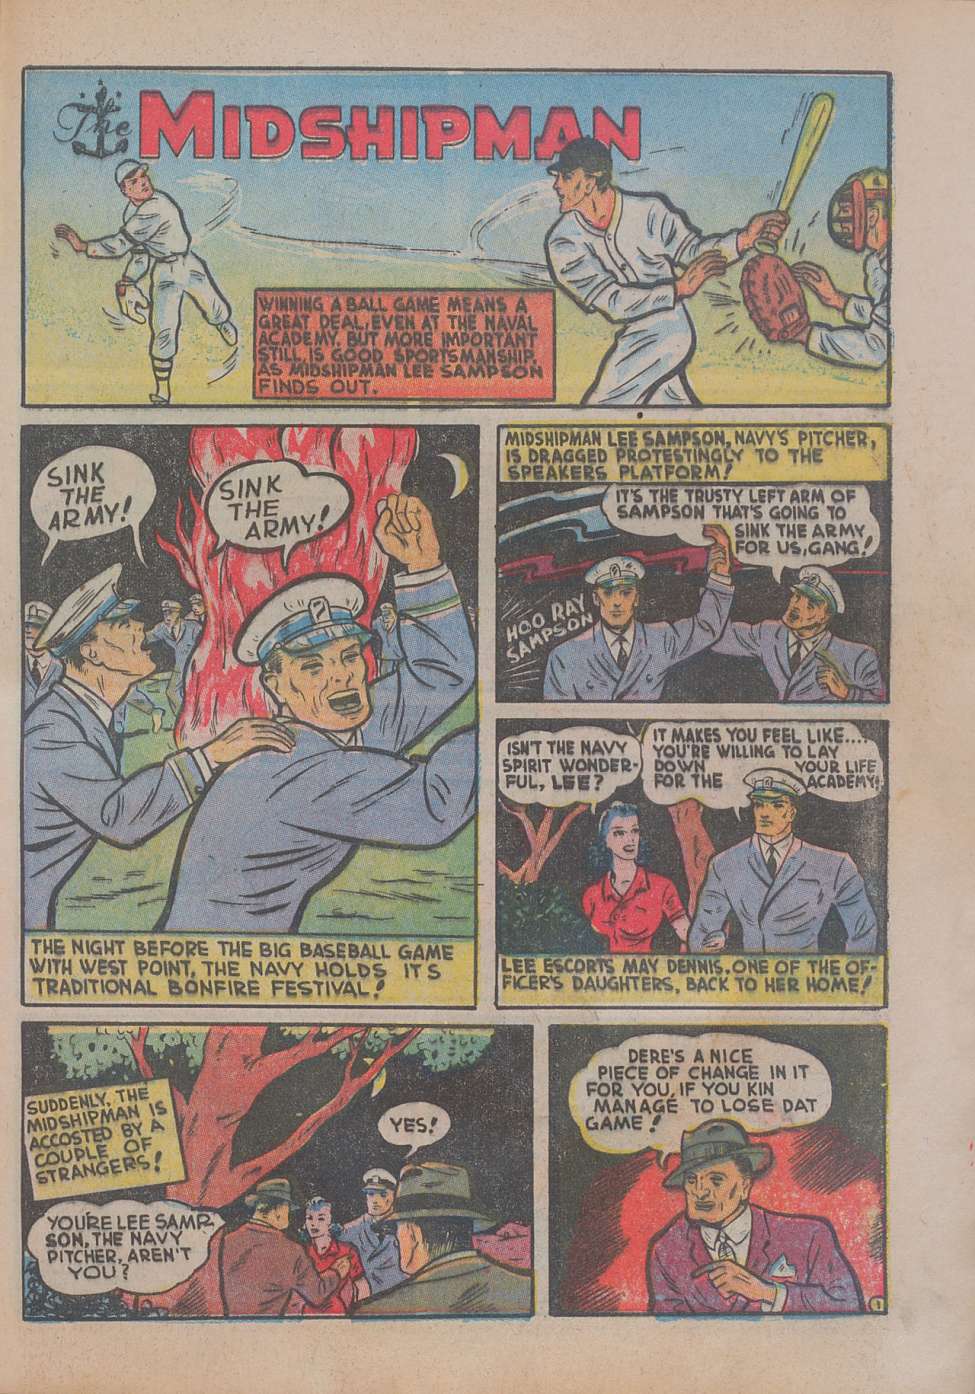 The MIDSHIPMAN
WINNING A BALL GAME MEANS A
GREAT DEAL, EVEN AT THE NAVAL
ACADEMY. BUT MORE IMPORTANT
STILL, IS GOOD SPORTSMANSHIP,
AS MIDSHIPMAN LEE SAMPSON
FINDS OUT.
SINK
THE
ARMY!
SINK
THE
ARMY!
THE NIGHT BEFORE THE BIG BASEBALL GAME
WITH WEST POINT, THE NAVY HOLDS ITS
TRADITIONAL BONFIRE FESTIVAL!
MIDSHIPMAN LEE SAMPSON, NAVY'S PITCHER,
IS DRAGGED PROTESTINGLY TO THE
SPEAKERS PLATFORM!
IT'S THE TRUSTY LEFT ARM OF
SAMPSON THAT'S GOING TO
SINK THE ARMY
FOR US, GANG!
HOO RAY
SAMPSON
ISN'T THE NAVY
SPIRIT WONDER-
FUL, LEE?
IT MAKES YOU FEEL LIKE....
YOU'RE WILLING TO LAY
DOWN YOUR LIFE
FOR THE ACADEMY!
LEE ESCORTS MAY DENNIS, ONE OF THE OF-
FICER'S DAUGHTERS, BACK TO HER HOME!
SUDDENLY, THE
MIDSHIPMAN IS
ACCOSTED BY A
COUPLE OF
STRANGERS!
YOU'RE LEE SAMP-
SON, THE NAVY
PITCHER, AREN'T
YOU?
YES!
DERE'S A NICE
PIECE OF CHANGE IN IT
FOR YOU, IF YOU KIN
MANAGE TO LOSE DAT
GAME!
1